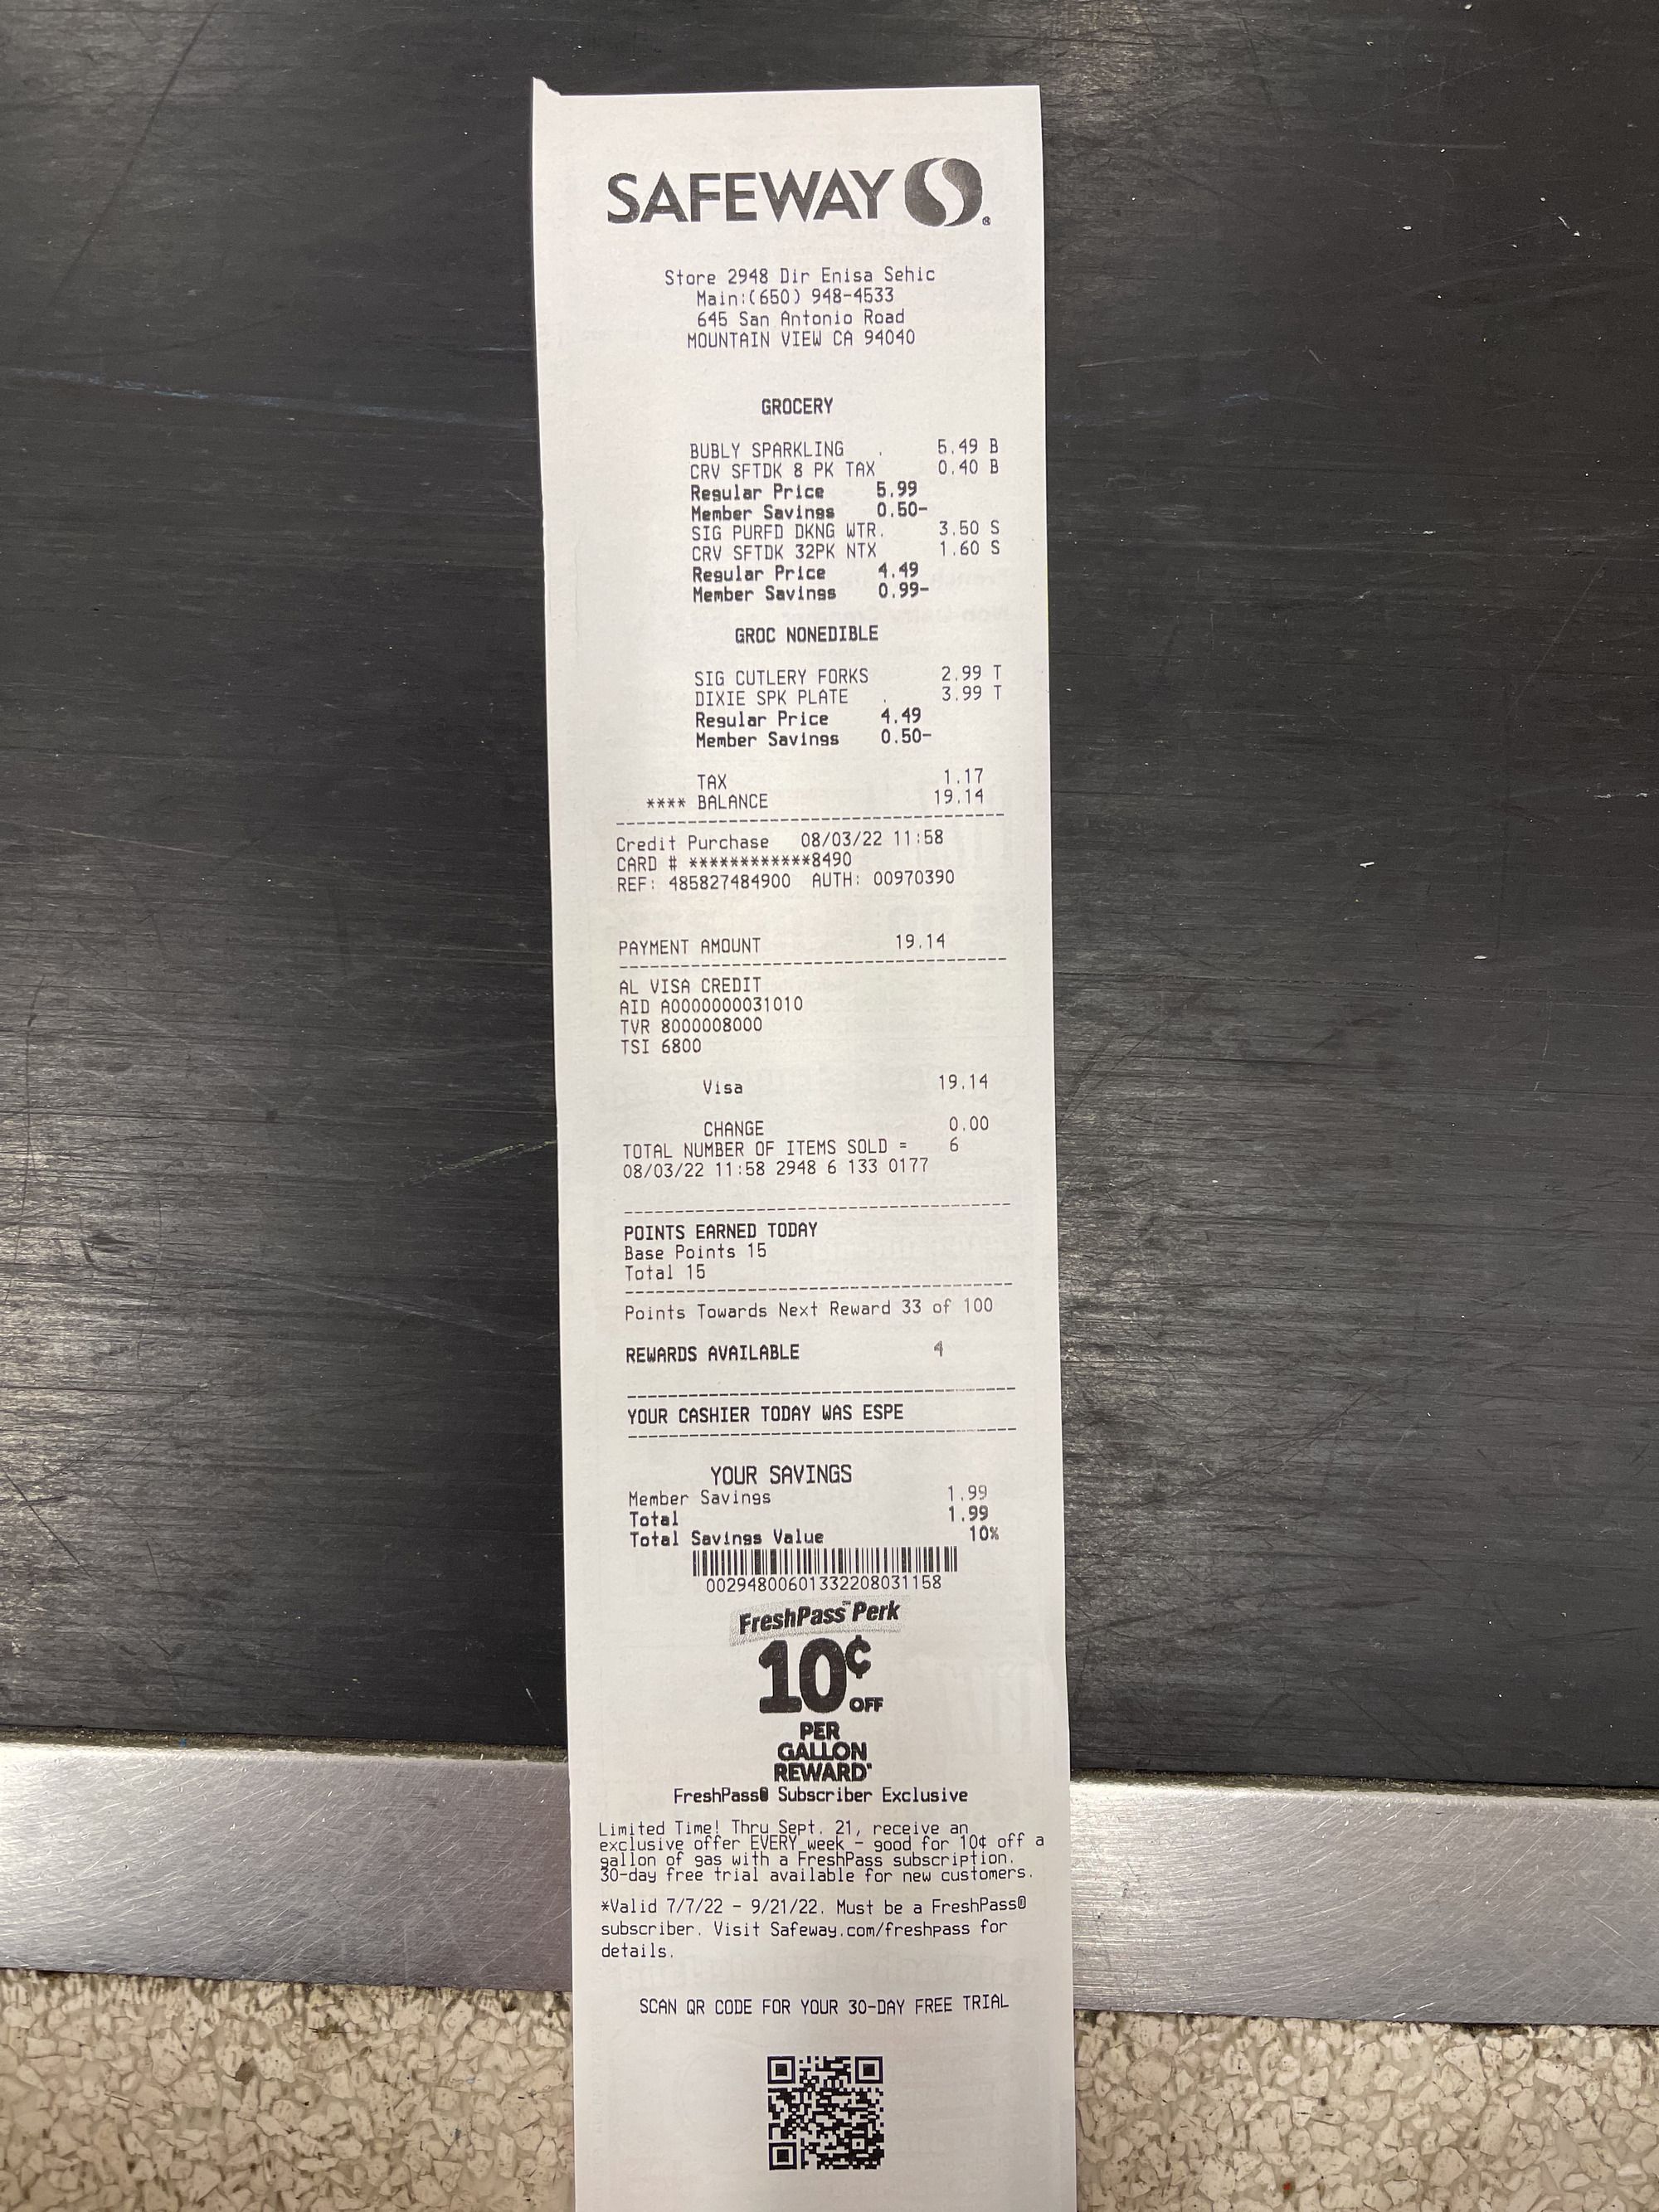 SAFEWAY ®
Store 2948 Dir Enisa Sehic
Main:(650) 948-4533
645 San Antonio Road
MOUNTAIN VIEW CA 94040
GROCERY
BUBLY SPARKLING . 5.49 B
CRV SFTDK 8 PK TAX 0.40 B
Regular Price 5.99
Member Savings 0.50-
SIG PURFD DKNG WTR. 3.50 S
CRV SFTDK 32PK NTX 1.60 S
Regular Price 4.49
Member Savings 0.99-
GROC NONEDIBLE
SIG CUTLERY FORKS 2.99 T
DIXIE SPK PLATE . 3.99 T
Regular Price 4.49
Member Savings 0.50-
TAX 1.17
**** BALANCE 19.14
Credit Purchase 08/03/22 11:58
CARD # ************8490
REF: 485827484900 AUTH: 00970390
PAYMENT AMOUNT 19.14
AL VISA CREDIT
AID A0000000031010
TVR 8000008000
TSI 6800
Visa 19.14
CHANGE 0.00
TOTAL NUMBER OF ITEMS SOLD = 6
08/03/22 11:58 2948 6 133 0177
POINTS EARNED TODAY
Base Points 15
Total 15
Points Towards Next Reward 33 of 100
REWARDS AVAILABLE 4
YOUR CASHIER TODAY WAS ESPE
YOUR SAVINGS
Member Savings 1.99
Total 1.99
Total Savings Value 10%
00294800601332208031158
FreshPass™ Perk
10¢ OFF
PER
GALLON
REWARD*
FreshPass® Subscriber Exclusive
Limited Time! Thru Sept. 21, receive an
exclusive offer EVERY week - good for 10¢ off a
gallon of gas with a FreshPass subscription.
30-day free trial available for new customers.
*Valid 7/7/22 - 9/21/22. Must be a FreshPass®
subscriber. Visit Safeway.com/freshpass for
details.
SCAN QR CODE FOR YOUR 30-DAY FREE TRIAL